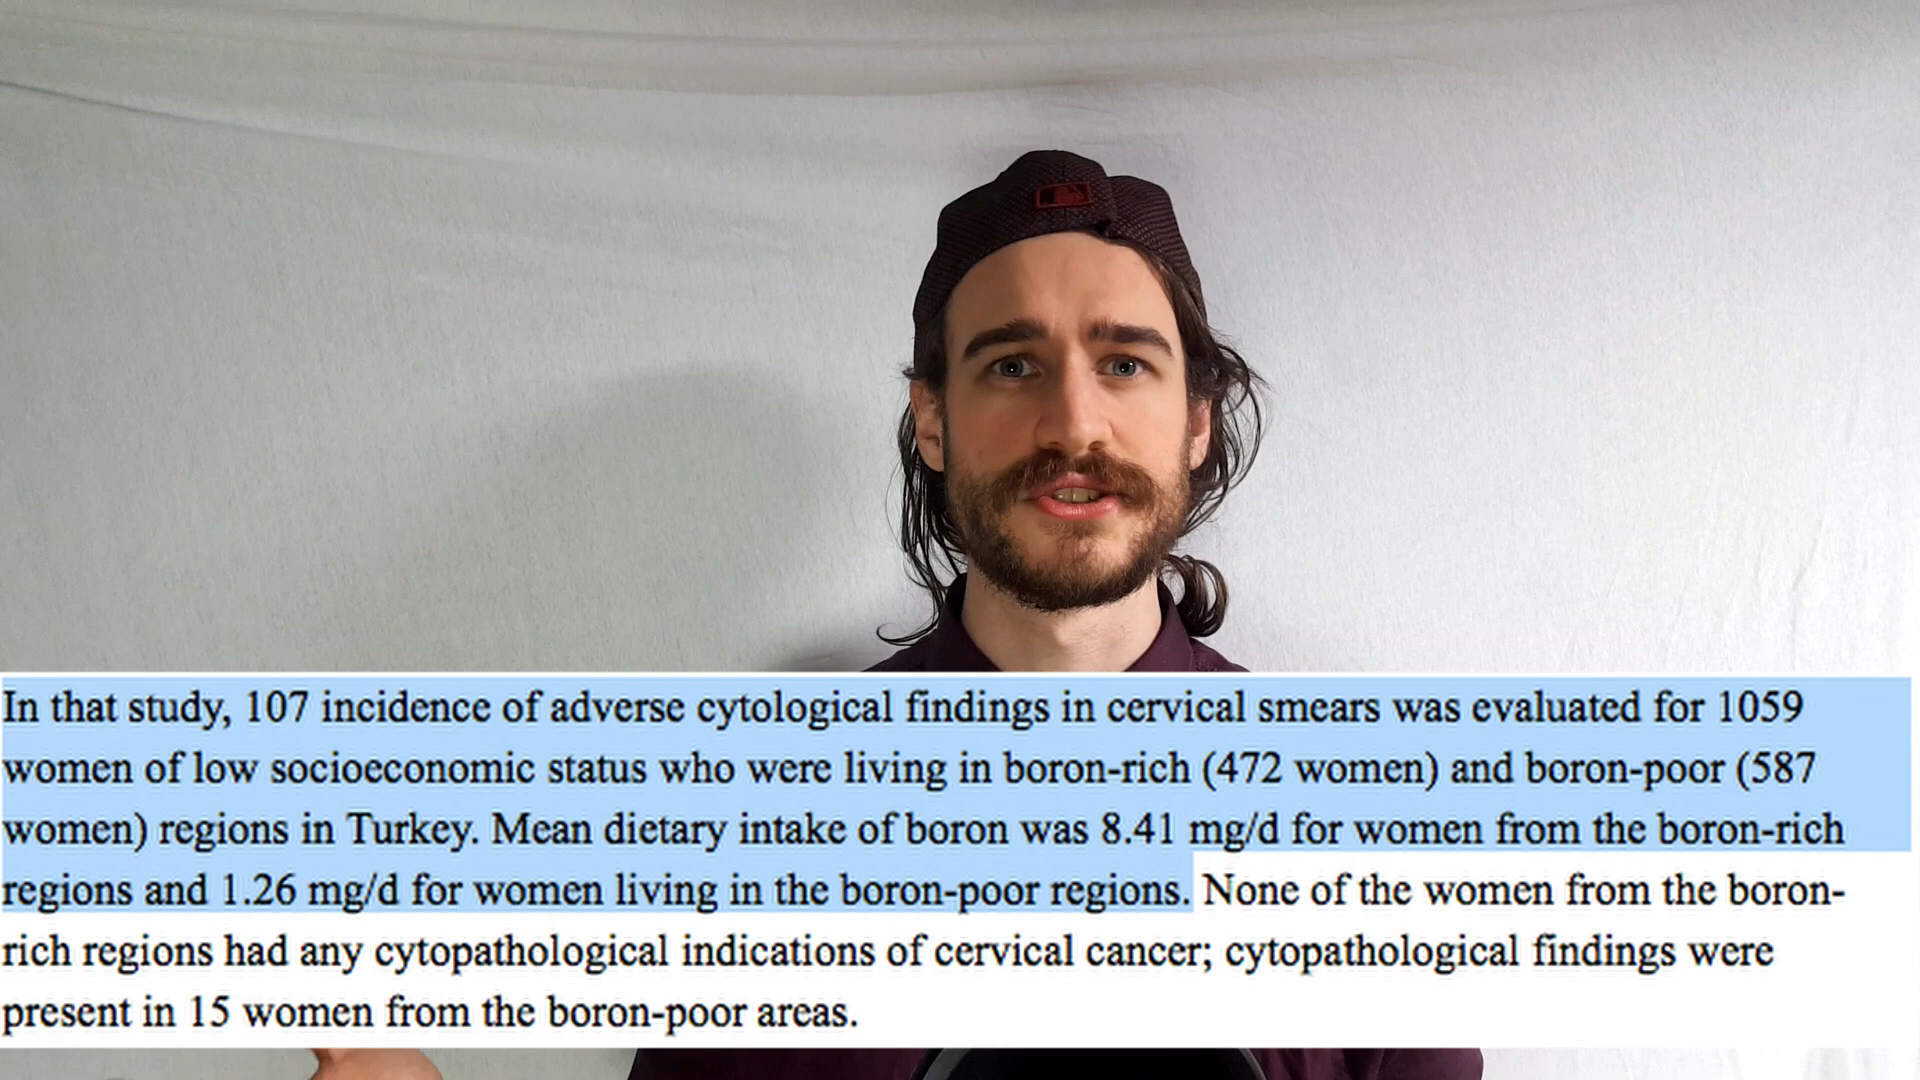 In that study, 107 incidence of adverse cytological findings in cervical smears was evaluated for 1059
women of low socioeconomic status who were living in boron-rich (472 women) and boron-poor (587
women) regions in Turkey. Mean dietary intake of boron was 8.41 mg/d for women from the boron-rich
regions and 1.26 mg/d for women living in the boron-poor regions. None of the women from the boron-
rich regions had any cytopathological indications of cervical cancer; cytopathological findings were
present in 15 women from the boron-poor areas.